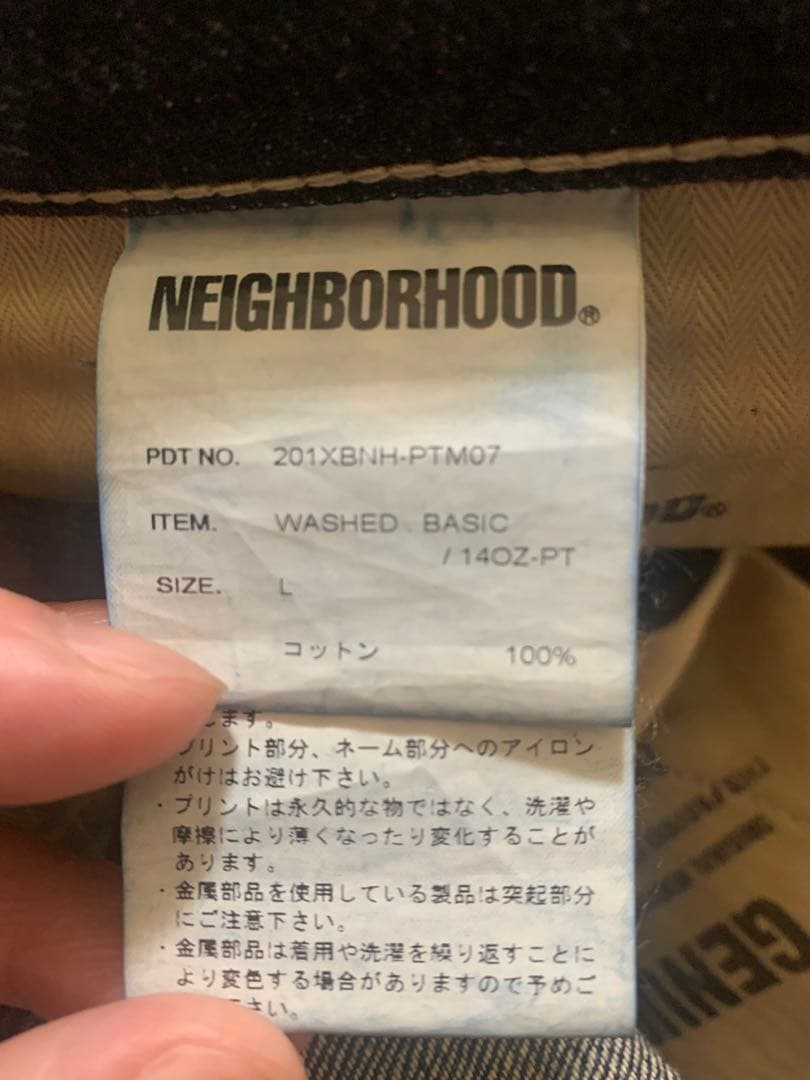 NEIGHBORHOOD®
PDT NO. 201XBNH-PTM07
ITEM. WASHED BASIC
/ 14OZ-PT
SIZE. L
コットン 100%
します。
プリント部分、ネーム部分へのアイロン
がけはお避け下さい。
・プリントは永久的な物ではなく、洗濯や
摩擦により薄くなったり変化することが
あります。
・金属部品を使用している製品は突起部分
にご注意下さい。
・金属部品は着用や洗濯を繰り返すことに
より変色する場合がありますので予めご
さい。
GENU